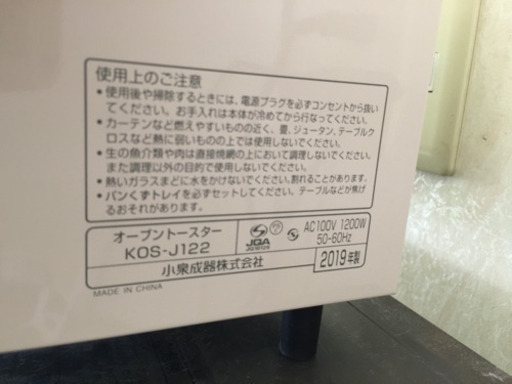 使用上のご注意
●使用後や掃除するときには、電源プラグを必ずコンセントから抜い
てください。お手入れは本体が冷めてから行なってください。
●カーテンなど燃えやすいものの近く、畳、ジュータン、テーブルク
ロスなど熱に弱いものの上では使用しないでください。
●生の魚介類や肉は直接焼網の上において調理しないでください。
また調理以外の目的で使用しないでください。
●熱いガラスまどに水をかけないでください。割れることがあります。
●パンくずトレイを必ずセットしてください。テーブルなどが焦げ
るおそれがあります。
オーブントースター
KOS-J122
JQA
AC100V 1200W
50-60Hz
小泉成器株式会社
2019年製
MADE IN CHINA